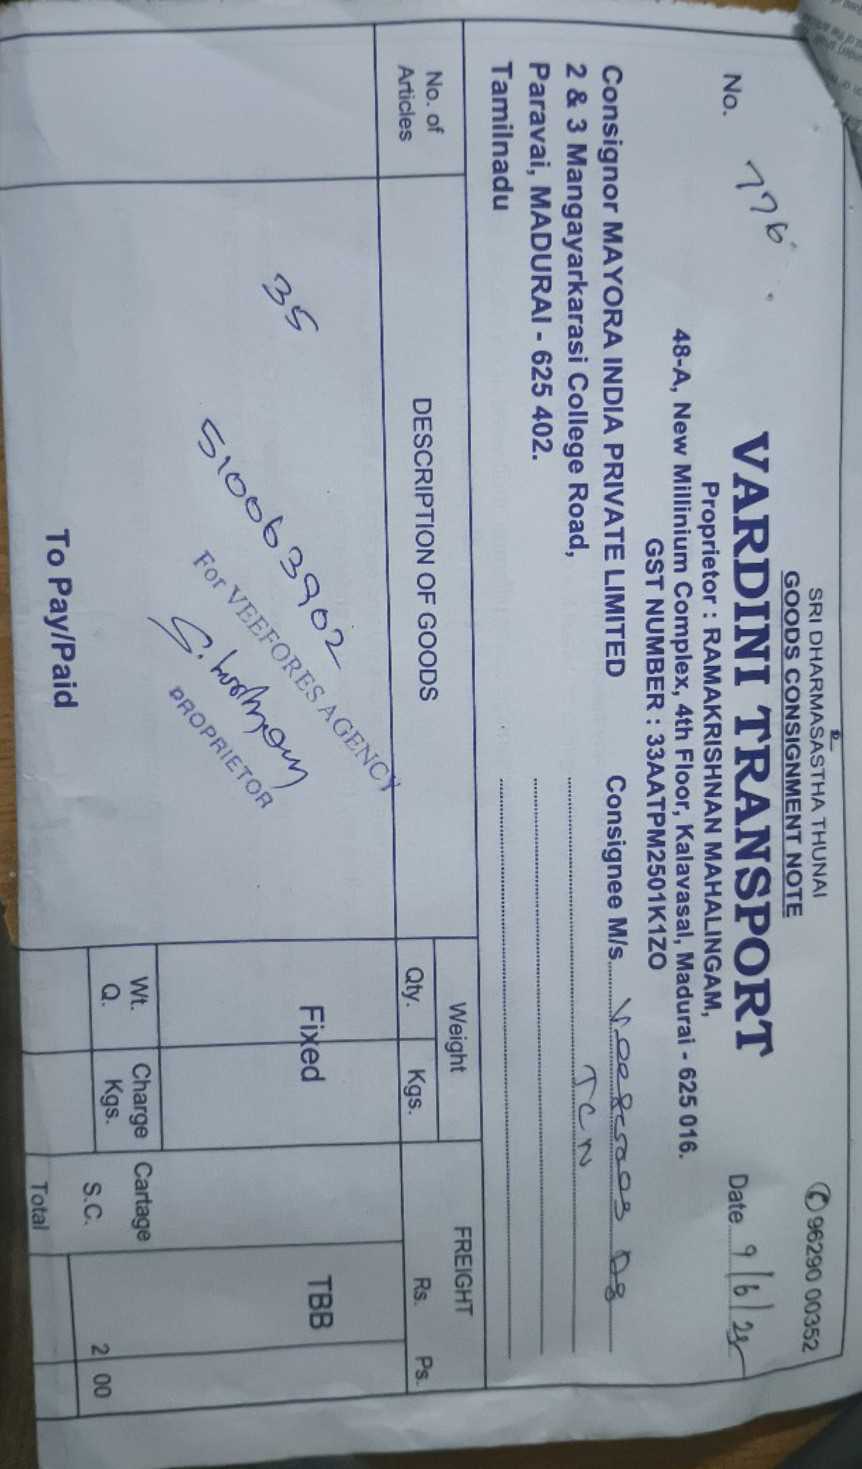 SRI DHARMASASTHA THUNAI
GOODS CONSIGNMENT NOTE
✆ 96290 00352
VARDINI TRANSPORT
No. 776
Date 9/6/25
Proprietor : RAMAKRISHNAN MAHALINGAM,
48-A, New Millinium Complex, 4th Floor, Kalavasal, Madurai - 625 016.
GST NUMBER : 33AATPM2501K1ZO
Consignor MAYORA INDIA PRIVATE LIMITED
2 & 3 Mangayarkarasi College Road,
Paravai, MADURAI - 625 402.
Tamilnadu
Consignee M/s
TCN
No. of Articles
DESCRIPTION OF GOODS
Weight
Qty. Kgs.
FREIGHT
Rs. Ps.
35
510063902
For VEEFORES AGENCY
PROPRIETOR
Fixed
TBB
Wt. Q.
Charge Kgs.
Cartage
S.C. 2 00
To Pay/Paid
Total